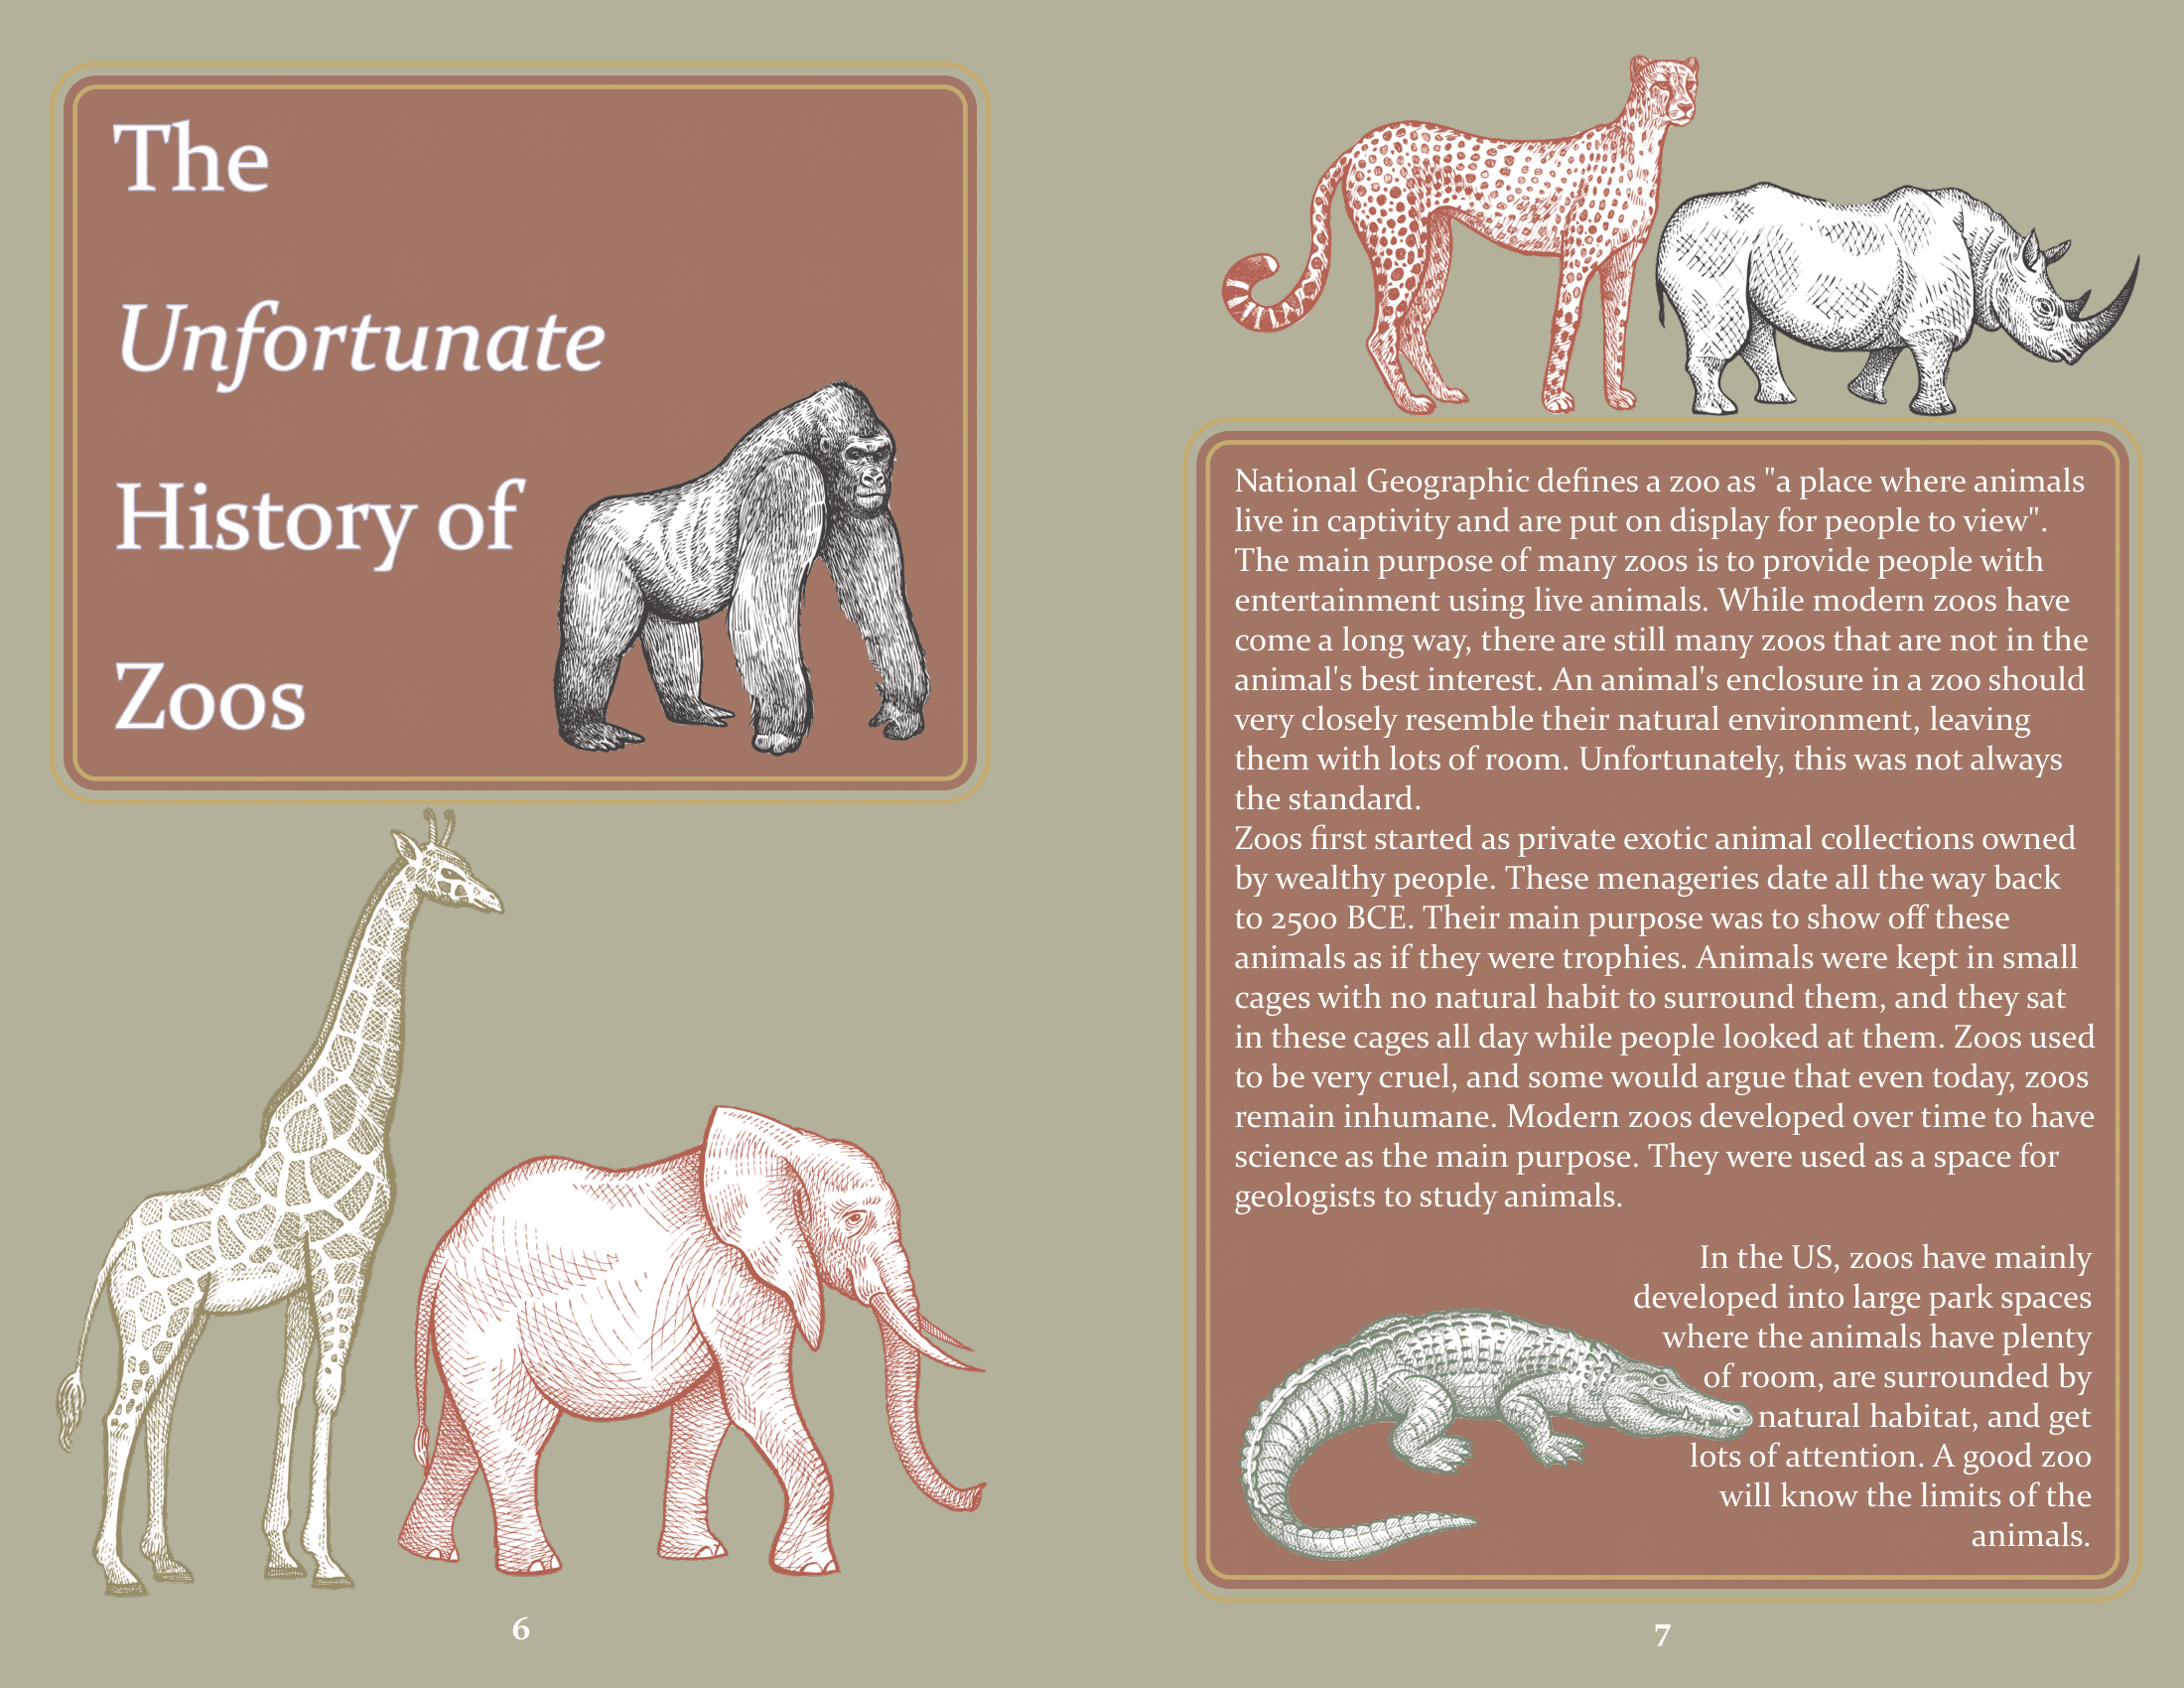 The
Unfortunate
History of
Zoos
6
National Geographic defines a zoo as "a place where animals
live in captivity and are put on display for people to view".
The main purpose of many zoos is to provide people with
entertainment using live animals. While modern zoos have
come a long way, there are still many zoos that are not in the
animal's best interest. An animal's enclosure in a zoo should
very closely resemble their natural environment, leaving
them with lots of room. Unfortunately, this was not always
the standard.
Zoos first started as private exotic animal collections owned
by wealthy people. These menageries date all the way back
to 2500 BCE. Their main purpose was to show off these
animals as if they were trophies. Animals were kept in small
cages with no natural habit to surround them, and they sat
in these cages all day while people looked at them. Zoos used
to be very cruel, and some would argue that even today, zoos
remain inhumane. Modern zoos developed over time to have
science as the main purpose. They were used as a space for
geologists to study animals.
In the US, zoos have mainly
developed into large park spaces
where the animals have plenty
of room, are surrounded by
natural habitat, and get
lots of attention. A good zoo
will know the limits of the
animals.
7